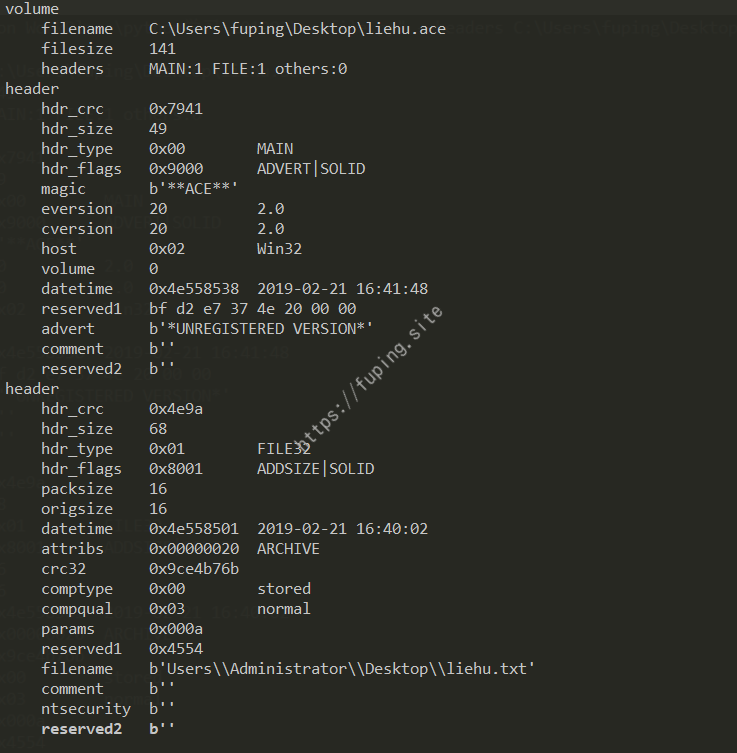 volume
filename C:\Users\fuping\Desktop\liehu.ace
filesize 141
headers MAIN:1 FILE:1 others:0
header
hdr_crc 0x7941
hdr_size 49
hdr_type 0x00 MAIN
hdr_flags 0x9000 ADVERT|SOLID
magic b'**ACE**'
eversion 20 2.0
cversion 20 2.0
host 0x02 Win32
volume 0
datetime 0x4e558538 2019-02-21 16:41:48
reserved1 bf d2 e7 37 4e 20 00 00
advert b'*UNREGISTERED VERSION*'
comment b''
reserved2 b''
header
hdr_crc 0x4e9a
hdr_size 68
hdr_type 0x01 FILE32
hdr_flags 0x8001 ADDSIZE|SOLID
packsize 16
origsize 16
datetime 0x4e558501 2019-02-21 16:40:02
attribs 0x00000020 ARCHIVE
crc32 0x9ce4b76b
comptype 0x00 stored
compqual 0x03 normal
params 0x000a
reserved1 0x4554
filename b'Users\\Administrator\\Desktop\\liehu.txt'
comment b''
ntsecurity b''
reserved2 b''
https://fuping.site